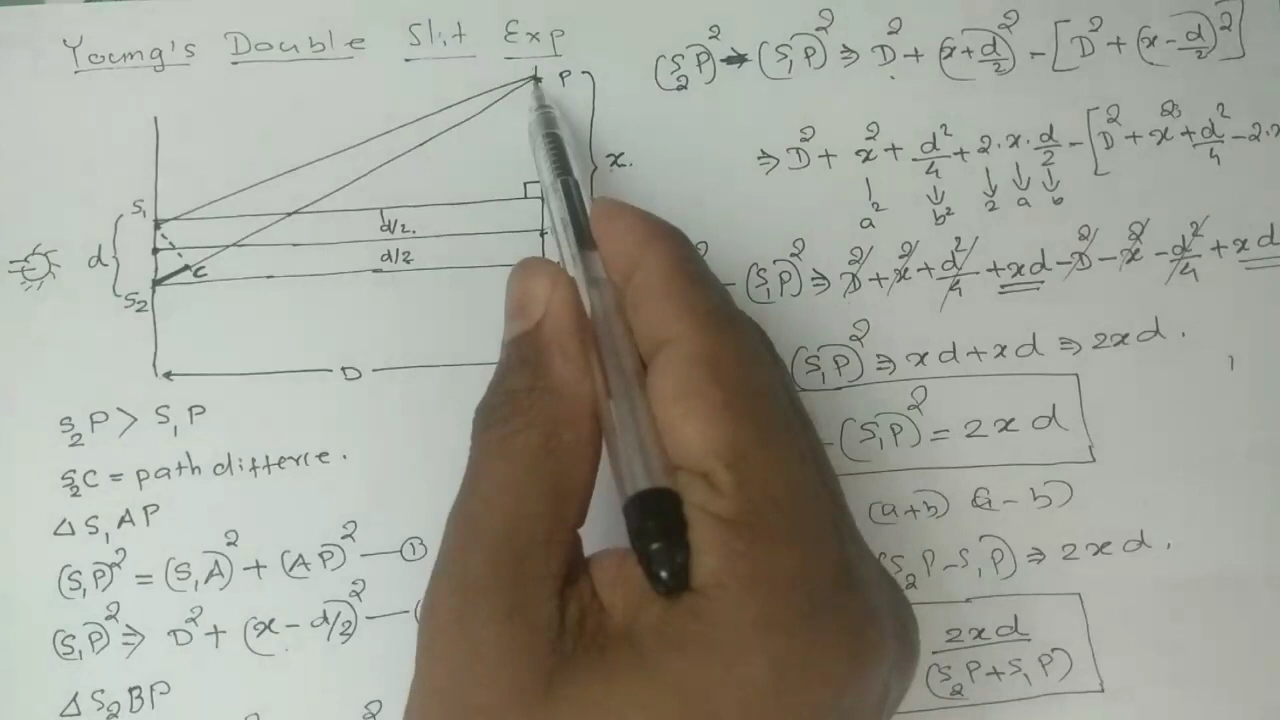 Young's Double Slit Exp
P
x.
S₁
d/2.
d
d/2
C
S₂
D
S₂P > S₁P
S₂C = path differce.
△ S₁AP
(S₁P)² = (S₁A)² + (AP)² — ①
(S₁P)² ⇒ D² + (x - d/2)² —
△ S₂BP
2 2
(S₂P)² - (S₁P)² ⇒ D² + (x+d/2)² - [D² + (x-d/2)²]
⇒ D² + x² + d²/4 + 2.x.d/2 - [D² + x² + d²/4 - 2.x
a² b² 2 a b
- (S₁P)² ⇒ D² + x² + d²/4 + xd - D² - x² - d²/4 + xd
(S₁P)² ⇒ xd + xd ⇒ 2xd.
- (S₁P)² = 2xd
(a+b) (a-b)
S₂P - S₁P) ⇒ 2xd.
2xd
(S₂P + S₁P)